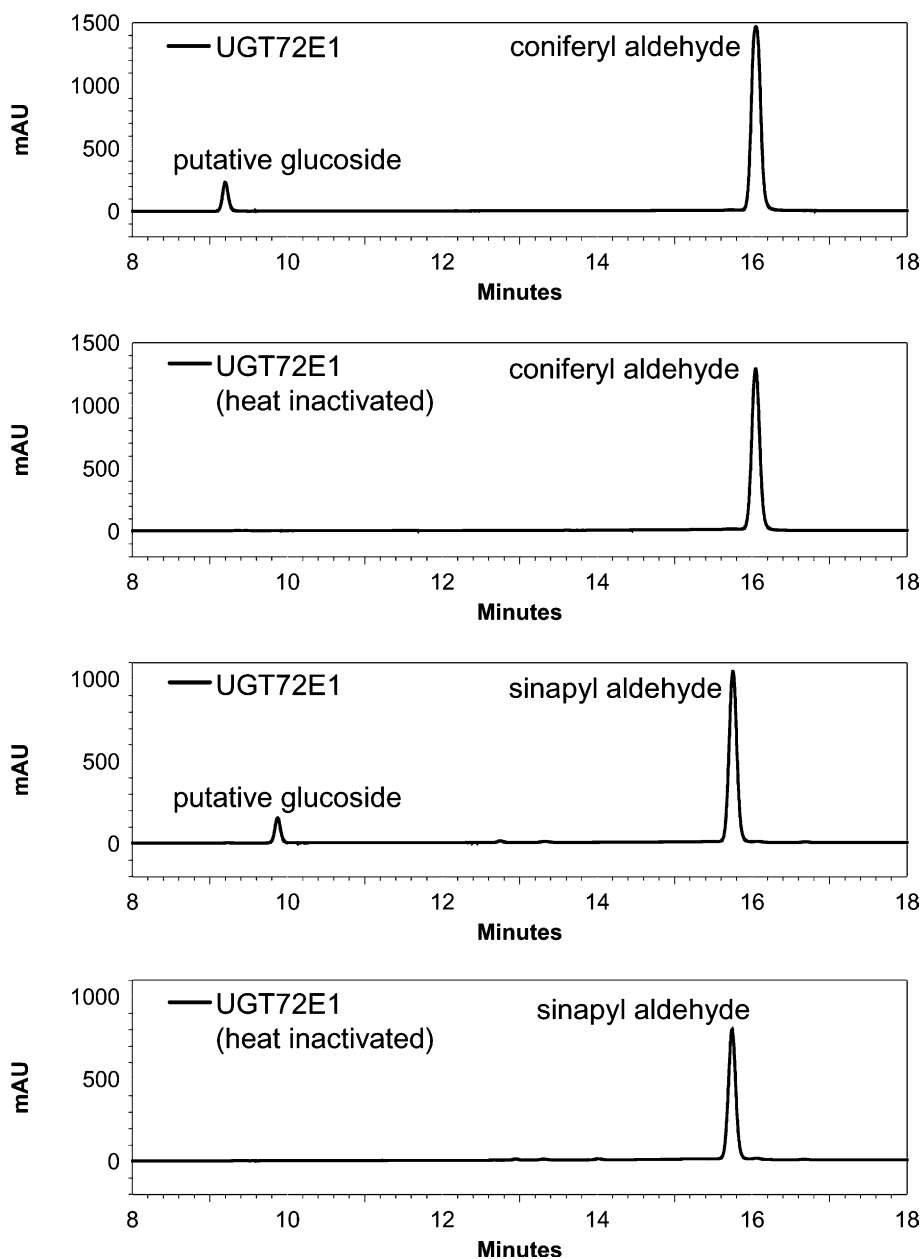 1500
UGT72E1
coniferyl aldehyde
1000
mAU
500
putative glucoside
0
8 10 12 14 16 18
Minutes
1500
UGT72E1
coniferyl aldehyde
(heat inactivated)
1000
mAU
500
0
8 10 12 14 16 18
Minutes
1000
UGT72E1
sinapyl aldehyde
mAU
500
putative glucoside
0
8 10 12 14 16 18
Minutes
1000
UGT72E1
sinapyl aldehyde
(heat inactivated)
mAU
500
0
8 10 12 14 16 18
Minutes